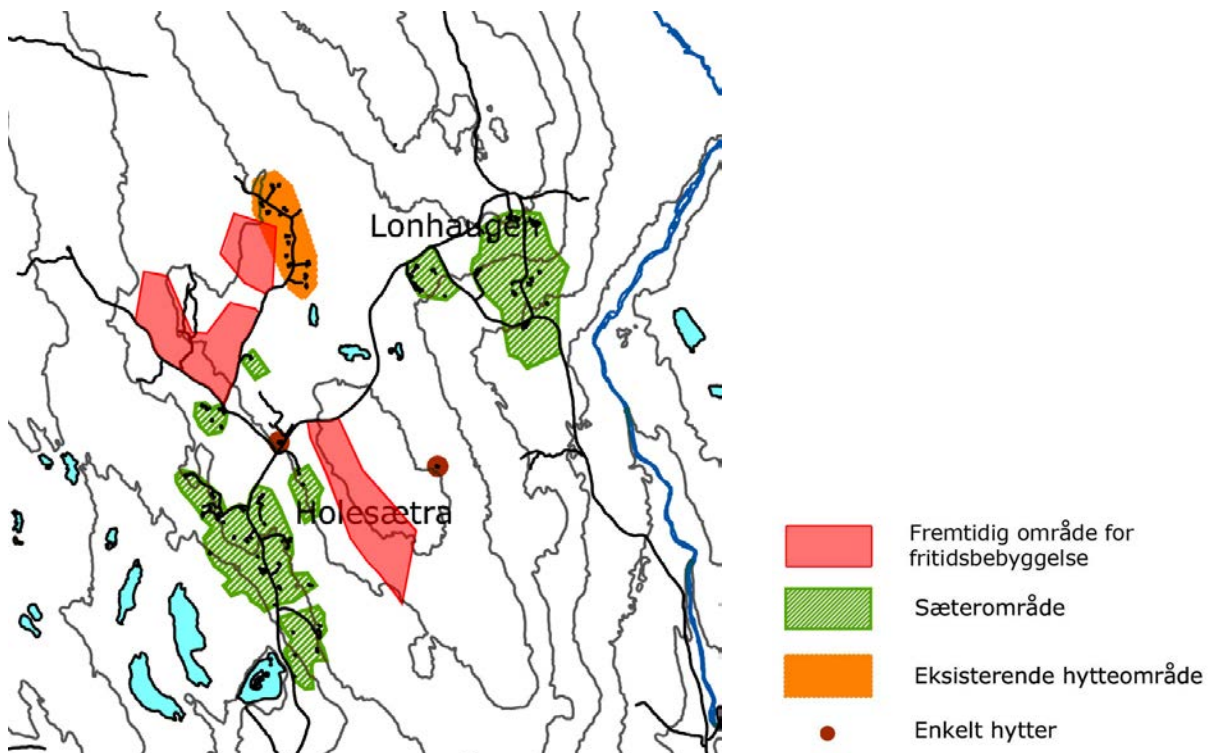 Lonhaugen
Holesætra
Fremtidig område for
fritidsbebyggelse
Sæterområde
Eksisterende hytteområde
Enkelt hytter